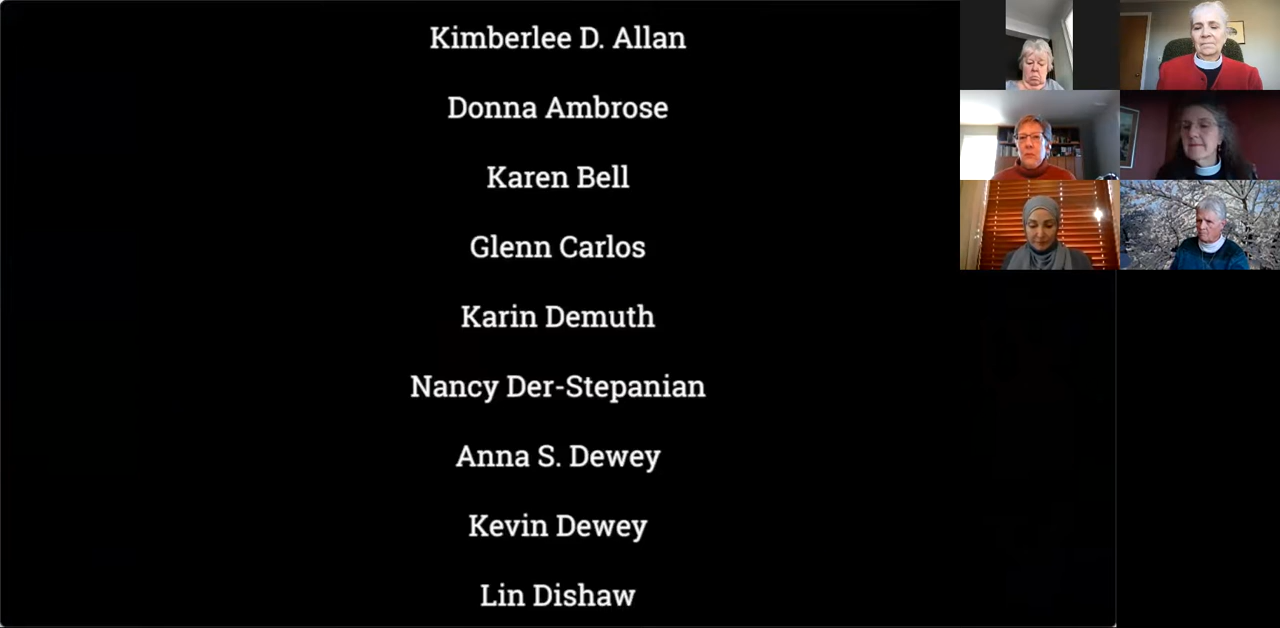 Kimberlee D. Allan
Donna Ambrose
Karen Bell
Glenn Carlos
Karin Demuth
Nancy Der-Stepanian
Anna S. Dewey
Kevin Dewey
Lin Dishaw